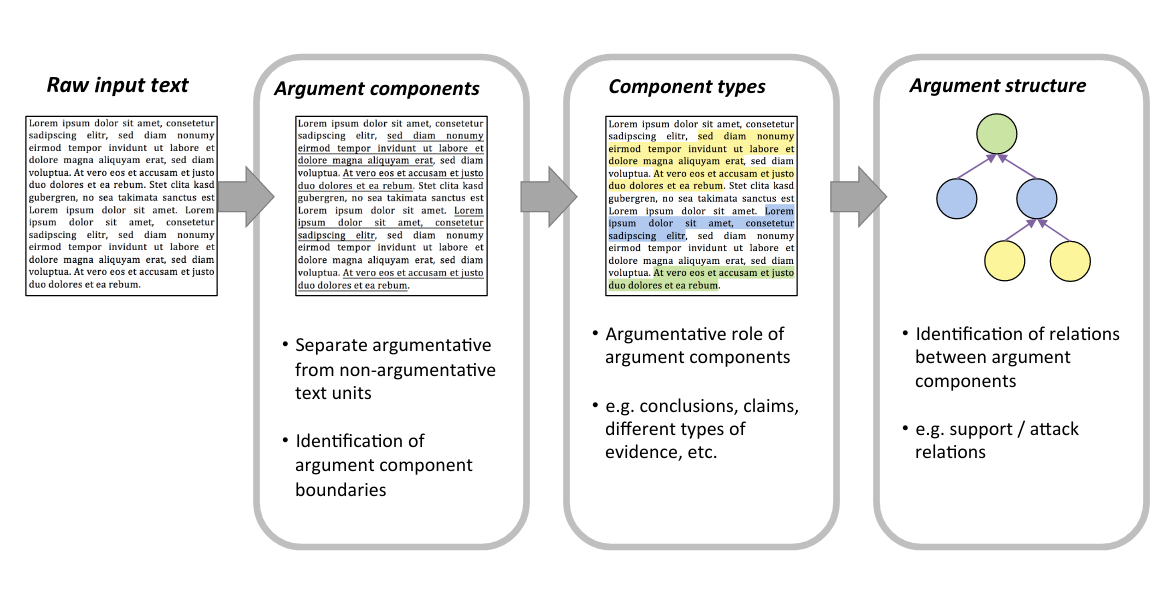 Raw input text
Lorem ipsum dolor sit amet, consetetur
sadipscing elitr, sed diam nonumy
eirmod tempor invidunt ut labore et
dolore magna aliquyam erat, sed diam
voluptua. At vero eos et accusam et justo
duo dolores et ea rebum. Stet clita kasd
gubergren, no sea takimata sanctus est
Lorem ipsum dolor sit amet. Lorem
ipsum dolor sit amet, consetetur
sadipscing elitr, sed diam nonumy
eirmod tempor invidunt ut labore et
dolore magna aliquyam erat, sed diam
voluptua. At vero eos et accusam et justo
duo dolores et ea rebum.
Argument components
Lorem ipsum dolor sit amet, consetetur
sadipscing elitr, sed diam nonumy
eirmod tempor invidunt ut labore et
dolore magna aliquyam erat, sed diam
voluptua. At vero eos et accusam et justo
duo dolores et ea rebum. Stet clita kasd
gubergren, no sea takimata sanctus est
Lorem ipsum dolor sit amet. Lorem
ipsum dolor sit amet, consetetur
sadipscing elitr, sed diam nonumy
eirmod tempor invidunt ut labore et
dolore magna aliquyam erat, sed diam
voluptua. At vero eos et accusam et justo
duo dolores et ea rebum.
• Separate argumentative
from non-argumentative
text units
• Identification of
argument component
boundaries
Component types
Lorem ipsum dolor sit amet, consetetur
sadipscing elitr, sed diam nonumy
eirmod tempor invidunt ut labore et
dolore magna aliquyam erat, sed diam
voluptua. At vero eos et accusam et justo
duo dolores et ea rebum. Stet clita kasd
gubergren, no sea takimata sanctus est
Lorem ipsum dolor sit amet. Lorem
ipsum dolor sit amet, consetetur
sadipscing elitr, sed diam nonumy
eirmod tempor invidunt ut labore et
dolore magna aliquyam erat, sed diam
voluptua. At vero eos et accusam et justo
duo dolores et ea rebum.
• Argumentative role of
argument components
• e.g. conclusions, claims,
different types of
evidence, etc.
Argument structure
• Identification of relations
between argument
components
• e.g. support / attack
relations